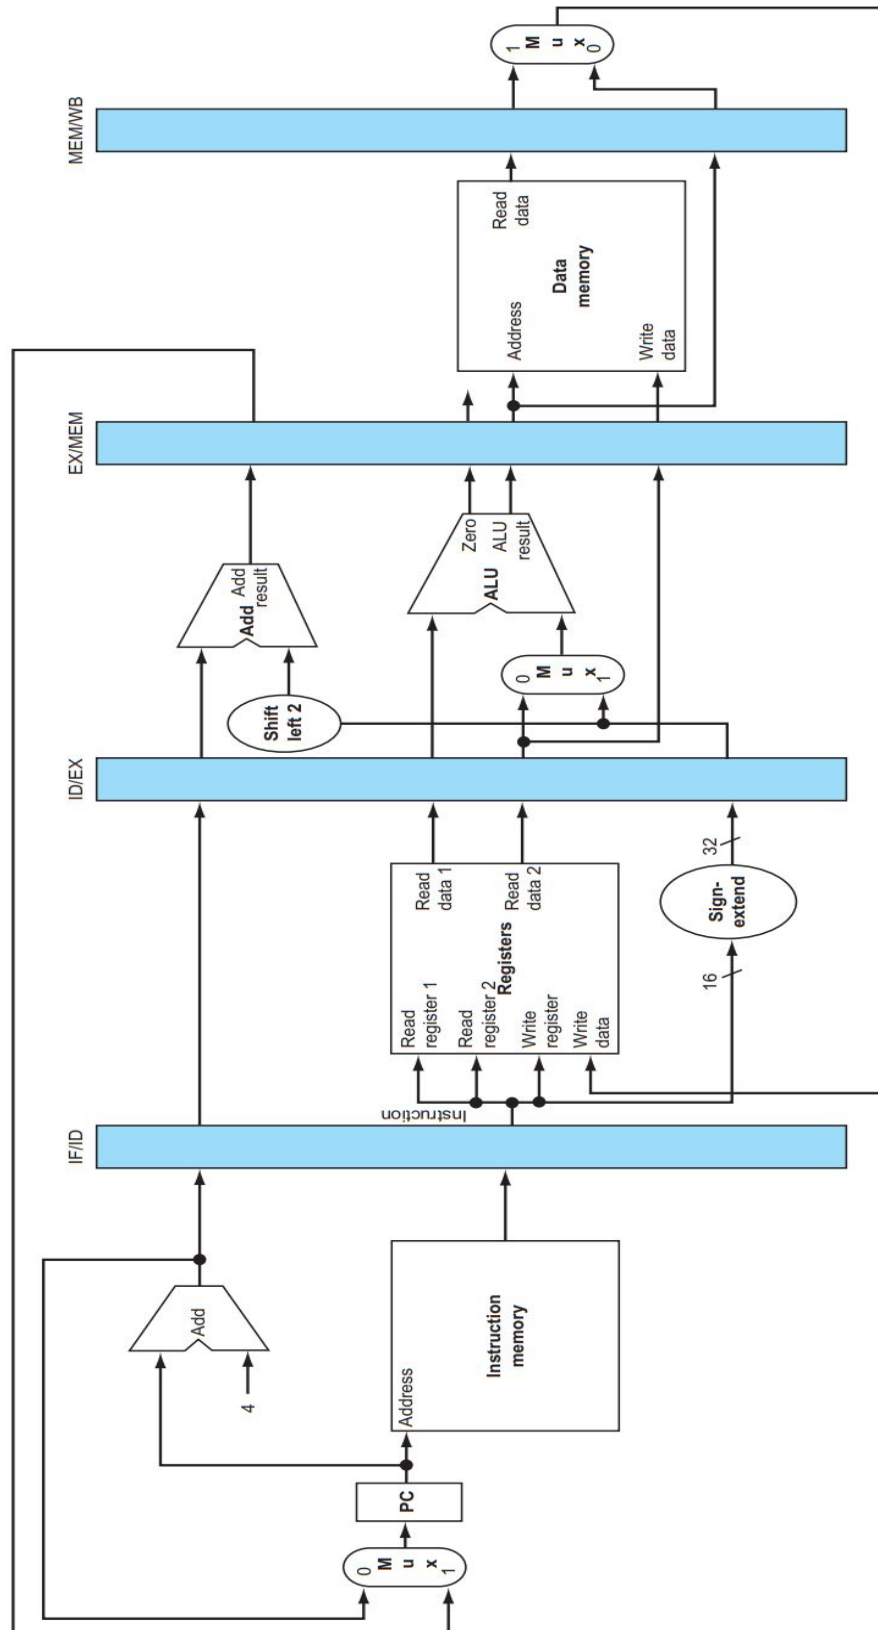 IF/ID
ID/EX
EX/MEM
MEM/WB
0
M
u
x
1
PC
4
Add
Address
Instruction
memory
Instruction
Read
register 1
Read
register 2
Registers
Write
register
Write
data
Read
data 1
Read
data 2
16
Sign-
extend
32
Shift
left 2
Add
Add
result
0
M
u
x
1
ALU
Zero
ALU
result
Address
Data
memory
Write
data
Read
data
1
M
u
x
0